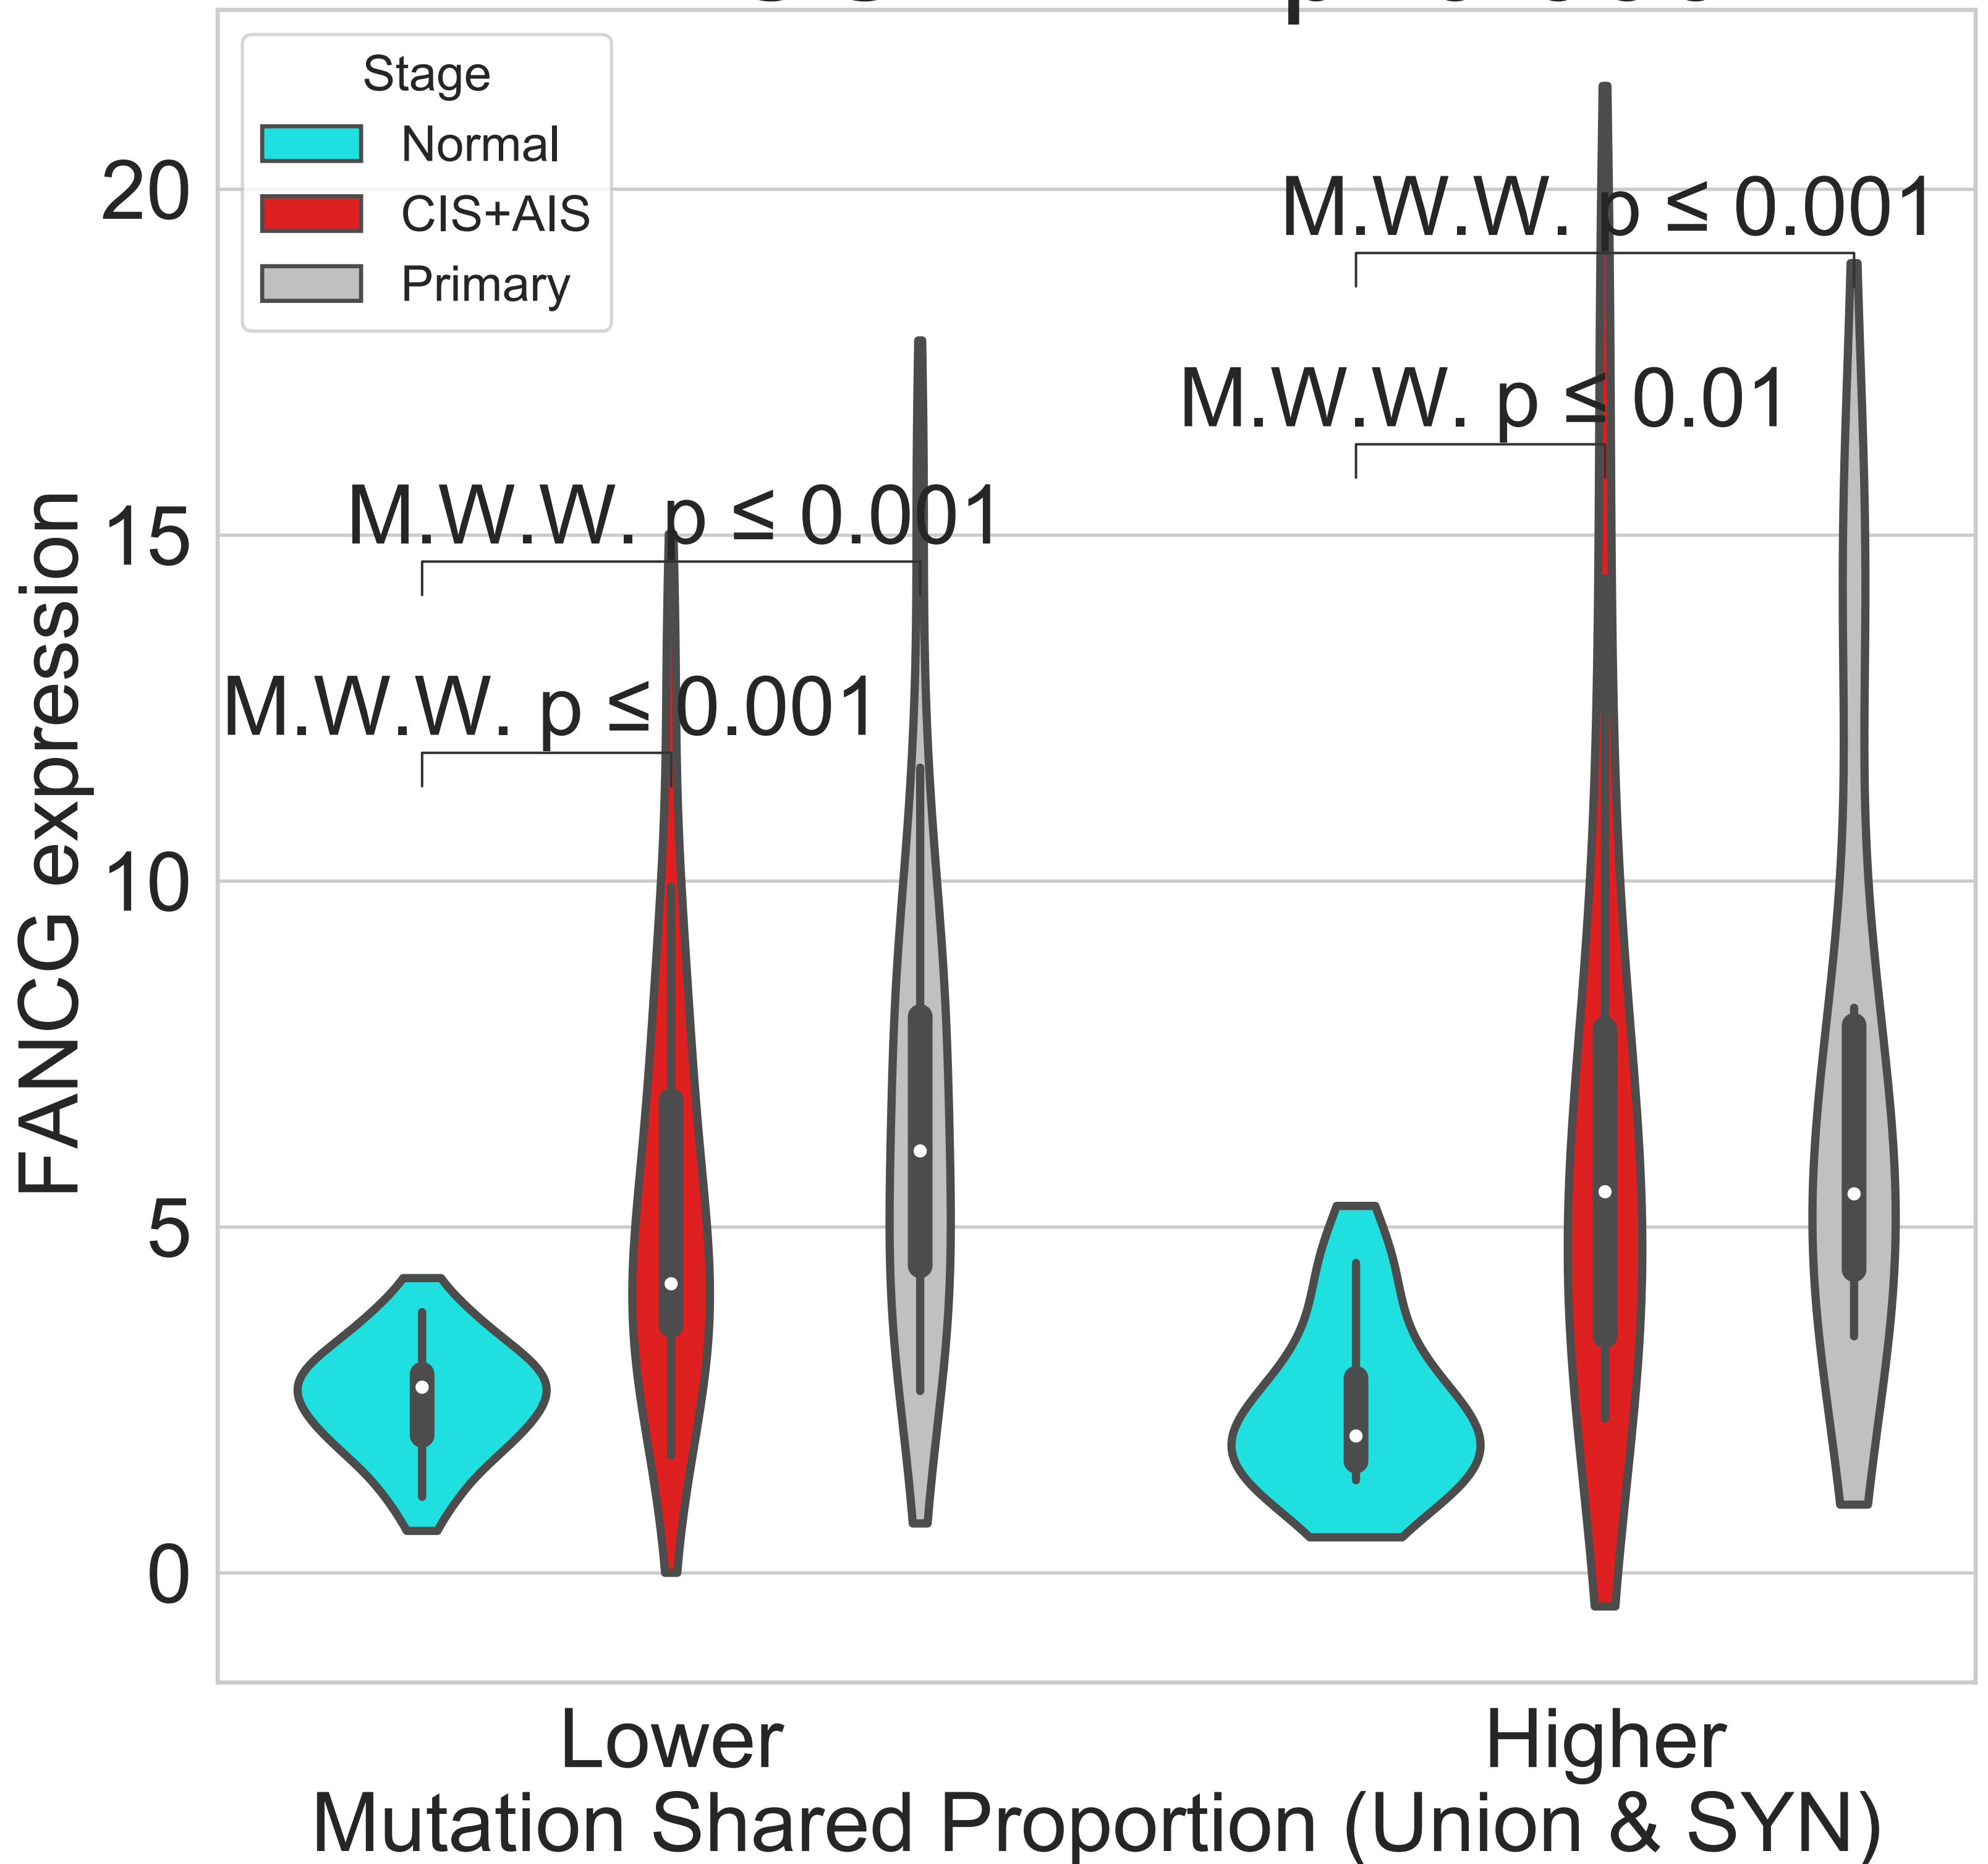 Stage
Normal
CIS+AIS
Primary
M.W.W. p ≤ 0.001
M.W.W. p ≤ 0.01
M.W.W. p ≤ 0.001
M.W.W. p ≤ 0.001
FANCG expression
20
15
10
5
0
Lower
Higher
Mutation Shared Proportion (Union & SYN)